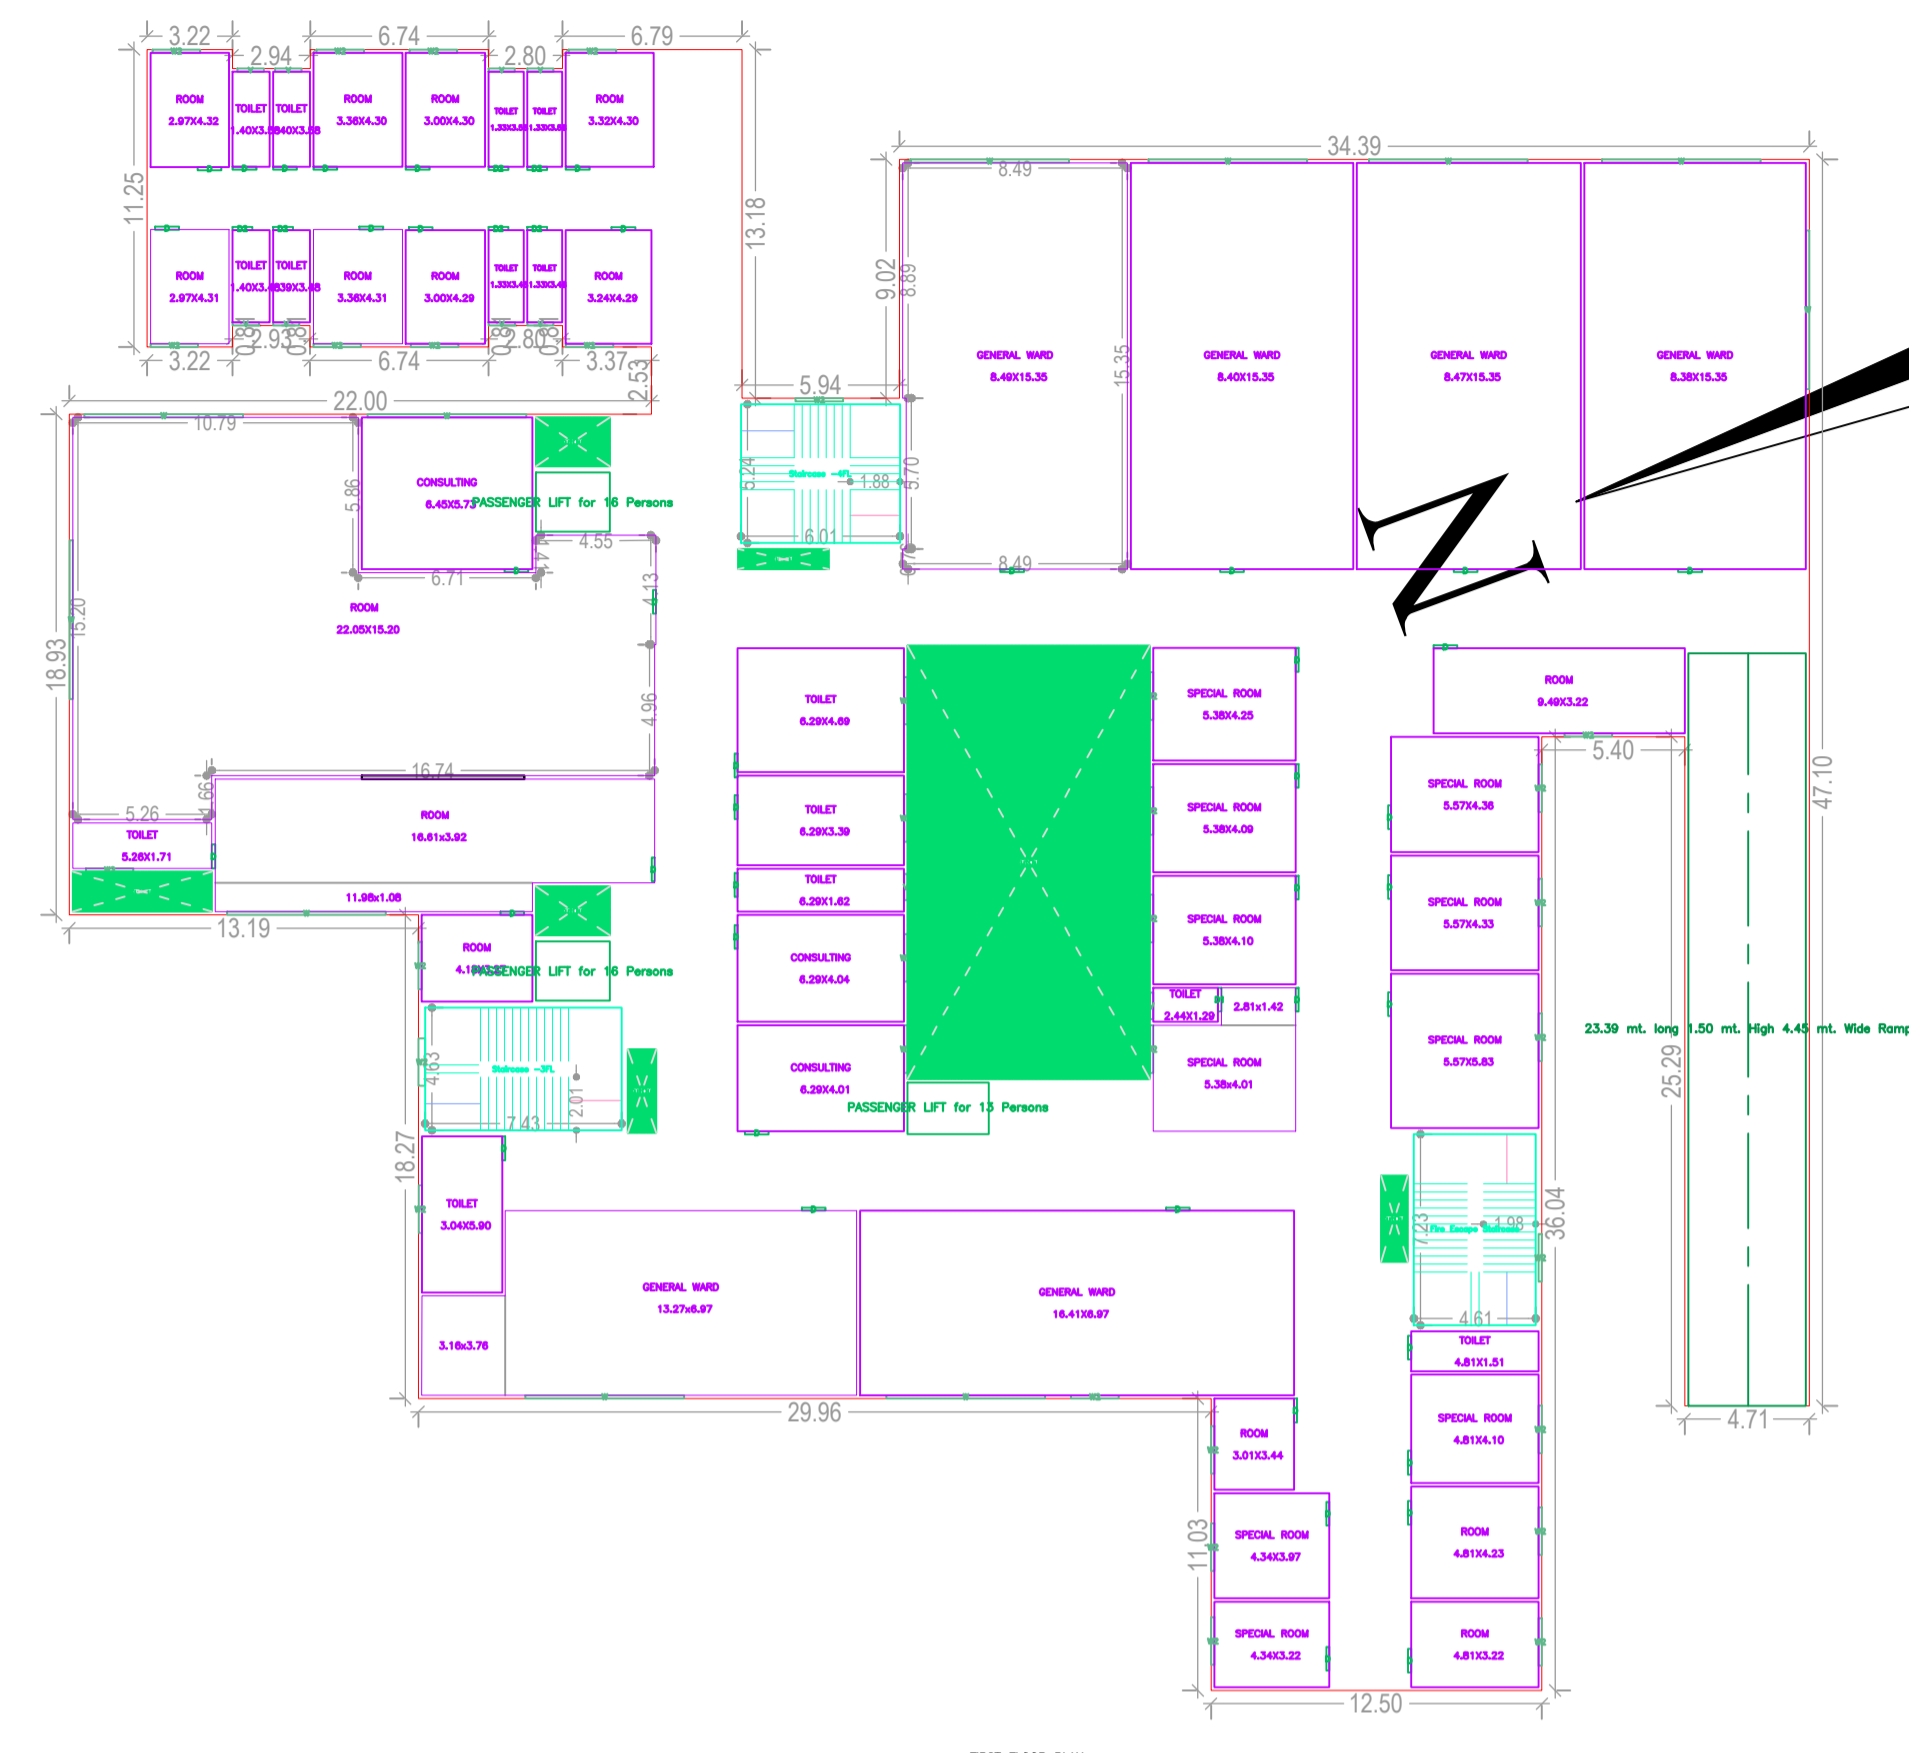 3.22
6.74
6.79
2.94
2.80
ROOM
2.97X4.32
TOILET
TOILET
ROOM
3.36X4.30
ROOM
3.00X4.30
TOILET
TOILET
ROOM
3.32X4.30
11.25
13.18
34.39
8.49
9.02
8.89
ROOM
2.97X4.31
TOILET
TOILET
ROOM
3.36X4.31
ROOM
3.00X4.29
TOILET
TOILET
ROOM
3.24X4.29
2.93
2.80
3.22
6.74
3.37
2.53
22.00
10.79
5.94
GENERAL WARD
8.49X15.35
15.35
GENERAL WARD
8.40X15.35
GENERAL WARD
8.47X15.35
GENERAL WARD
8.38X15.35
CONSULTING
6.45X5.73
5.86
PASSENGER LIFT for 16 Persons
Staircase -4FL
5.24
1.88
5.70
6.01
8.49
N
4.55
6.71
4.13
ROOM
22.05X15.20
15.20
18.93
4.96
16.74
1.66
5.26
TOILET
5.26X1.71
ROOM
16.61x3.92
11.98x1.08
13.19
TOILET
6.29X4.69
TOILET
6.29X3.39
TOILET
6.29X1.62
CONSULTING
6.29X4.04
CONSULTING
6.29X4.01
SPECIAL ROOM
5.38X4.25
SPECIAL ROOM
5.38X4.09
SPECIAL ROOM
5.38X4.10
TOILET
2.44X1.29
2.81x1.42
SPECIAL ROOM
5.38x4.01
PASSENGER LIFT for 13 Persons
ROOM
9.49X3.22
5.40
47.10
SPECIAL ROOM
5.57X4.36
SPECIAL ROOM
5.57X4.33
SPECIAL ROOM
5.57X5.83
23.39 mt. long 1.50 mt. High 4.45 mt. Wide Ramp
25.29
ROOM
PASSENGER LIFT for 16 Persons
Staircase -3FL
4.63
2.01
7.43
18.27
TOILET
3.04X5.90
3.16x3.76
GENERAL WARD
13.27x6.97
GENERAL WARD
16.41X6.97
29.96
Fire Escape Staircase
7.23
1.98
36.04
4.61
4.71
TOILET
4.81X1.51
SPECIAL ROOM
4.81X4.10
ROOM
4.81X4.23
ROOM
4.81X3.22
ROOM
3.01X3.44
SPECIAL ROOM
4.34X3.97
SPECIAL ROOM
4.34X3.22
11.03
12.50